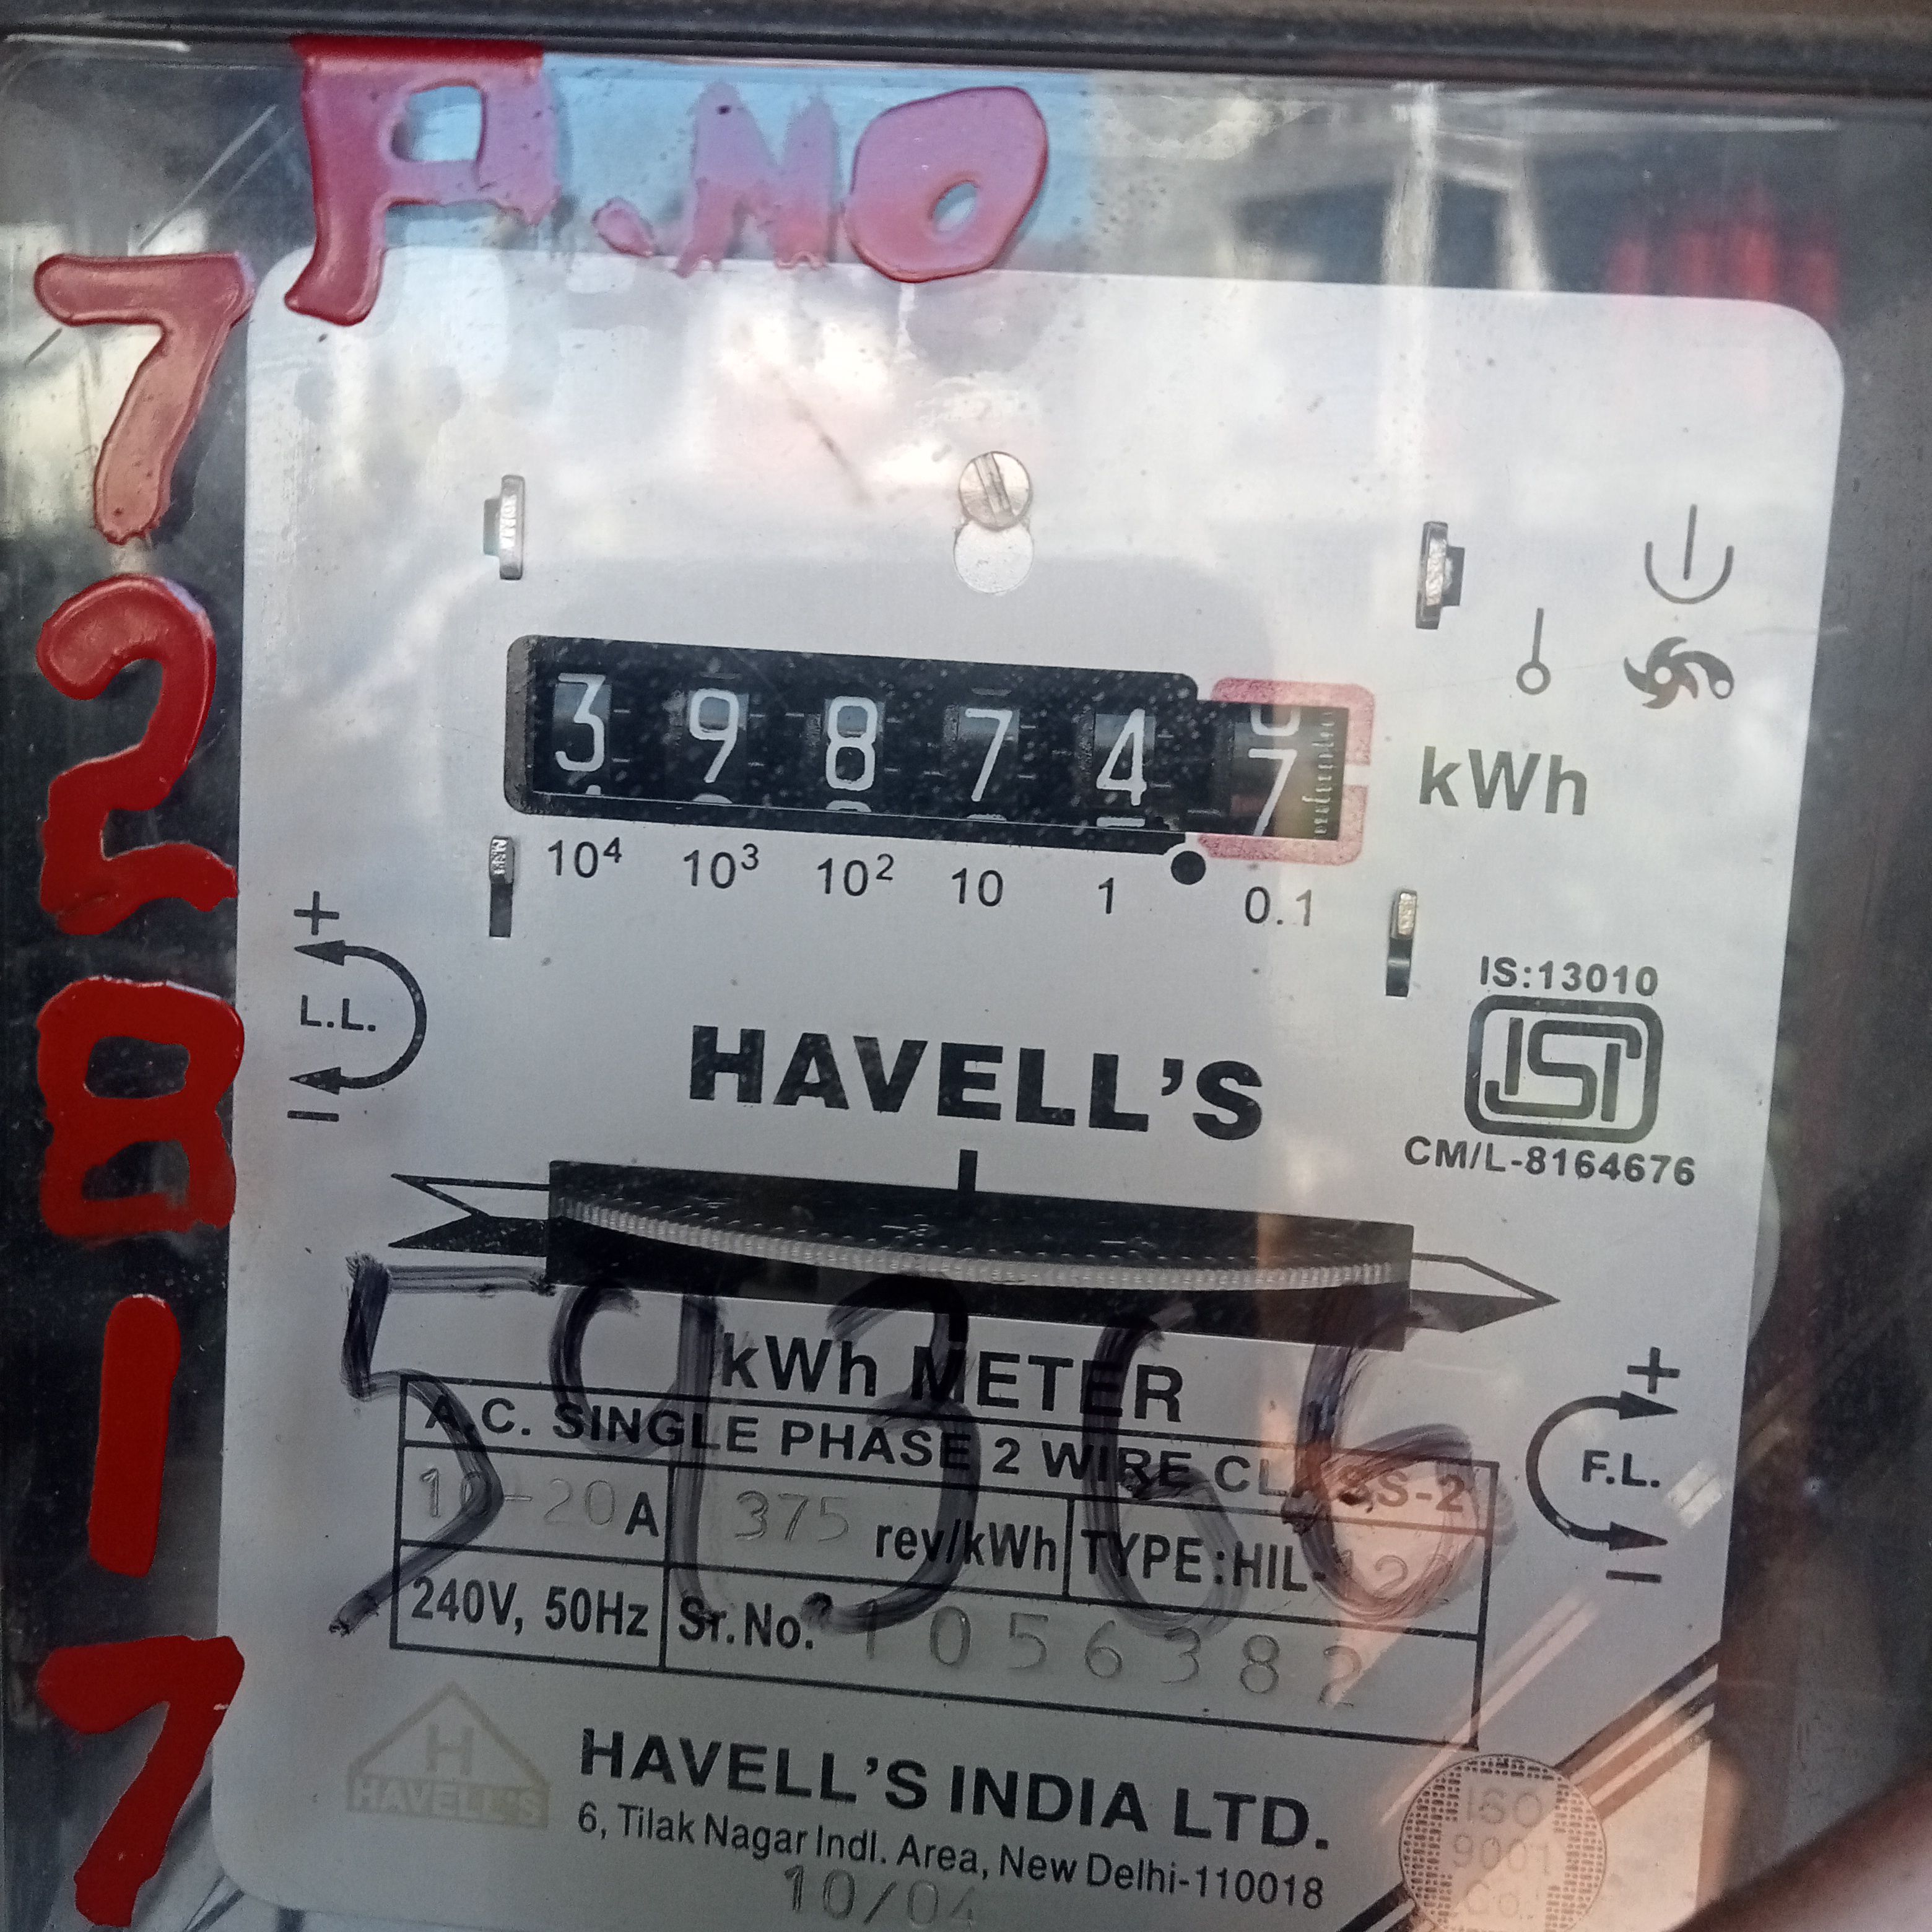 A.NO
7
2
8
1
7
3 9 8 7 4 7
kWh
10⁴ 10³ 10² 10 1 0.1
IS:13010
+
L.L.
−
HAVELL'S
ISI
CM/L-8164676
59366
kWh METER
A.C. SINGLE PHASE 2 WIRE CLASS-2
10-20 A 375 rev/kWh TYPE:HIL-
240V, 50Hz Sr.No. 1056382
+
F.L.
−
H
HAVELL'S
HAVELL'S INDIA LTD.
6, Tilak Nagar Indl. Area, New Delhi-110018
10/04
ISO
9001
Co.